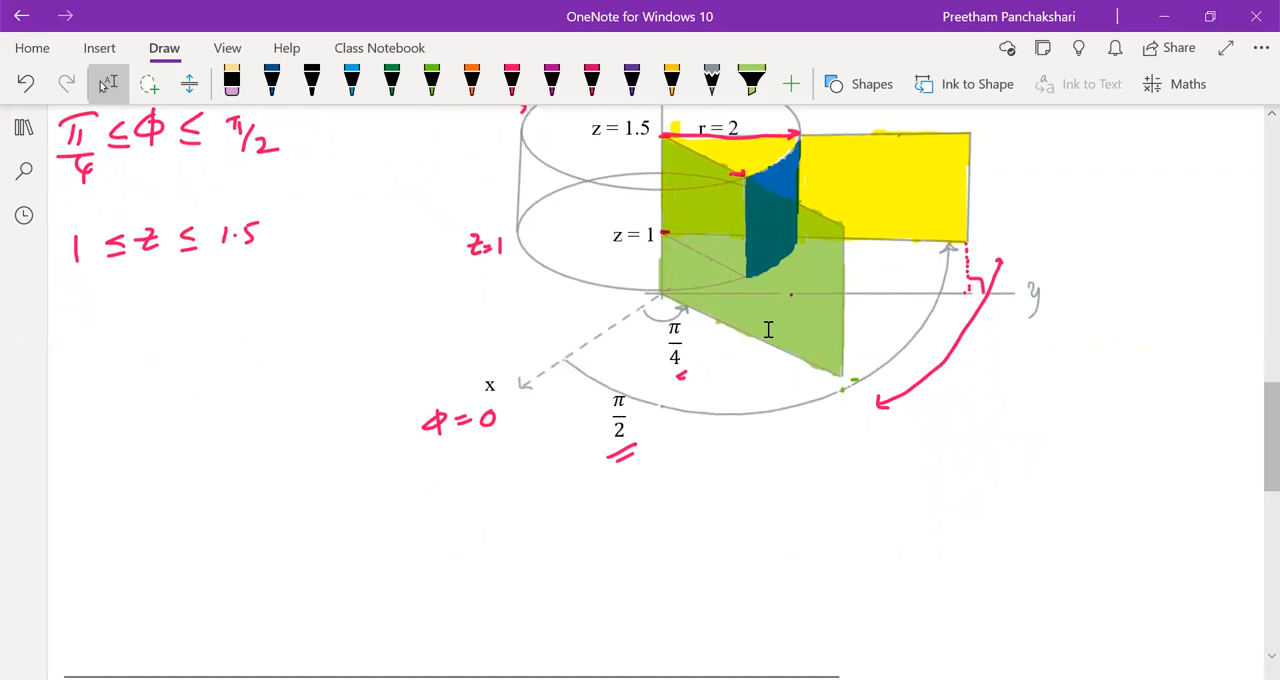 OneNote for Windows 10
Preetham Panchakshari
Home Insert Draw View Help Class Notebook
Share
Shapes Ink to Shape Ink to Text Maths
π/4 ≤ Φ ≤ π/2
1 ≤ z ≤ 1.5
z = 1.5 r = 2
z = 1
z=1
y
π/4
x
π/2
Φ = 0